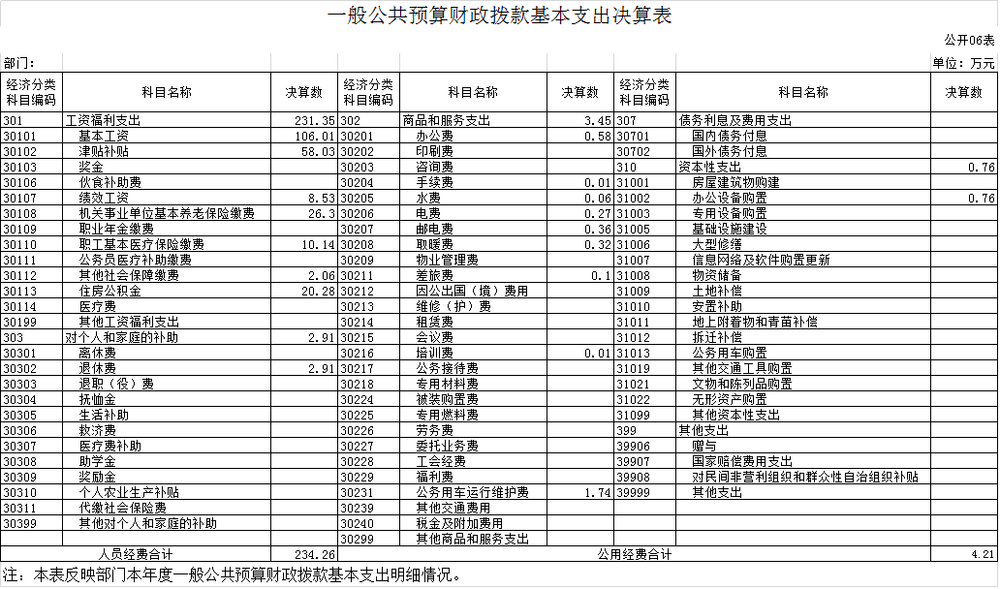 一般公共预算财政拨款基本支出决算表
公开06表
部门： 单位：万元
经济分类科目编码 科目名称 决算数 经济分类科目编码 科目名称 决算数 经济分类科目编码 科目名称 决算数
301 工资福利支出 231.35 302 商品和服务支出 3.45 307 债务利息及费用支出
30101 基本工资 106.01 30201 办公费 0.58 30701 国内债务付息
30102 津贴补贴 58.03 30202 印刷费 30702 国外债务付息
30103 奖金 30203 咨询费 310 资本性支出 0.76
30106 伙食补助费 30204 手续费 0.01 31001 房屋建筑物购建
30107 绩效工资 8.53 30205 水费 0.06 31002 办公设备购置 0.76
30108 机关事业单位基本养老保险缴费 26.3 30206 电费 0.27 31003 专用设备购置
30109 职业年金缴费 30207 邮电费 0.36 31005 基础设施建设
30110 职工基本医疗保险缴费 10.14 30208 取暖费 0.32 31006 大型修缮
30111 公务员医疗补助缴费 30209 物业管理费 31007 信息网络及软件购置更新
30112 其他社会保障缴费 2.06 30211 差旅费 0.1 31008 物资储备
30113 住房公积金 20.28 30212 因公出国（境）费用 31009 土地补偿
30114 医疗费 30213 维修（护）费 31010 安置补助
30199 其他工资福利支出 30214 租赁费 31011 地上附着物和青苗补偿
303 对个人和家庭的补助 2.91 30215 会议费 31012 拆迁补偿
30301 离休费 30216 培训费 0.01 31013 公务用车购置
30302 退休费 2.91 30217 公务接待费 31019 其他交通工具购置
30303 退职（役）费 30218 专用材料费 31021 文物和陈列品购置
30304 抚恤金 30224 被装购置费 31022 无形资产购置
30305 生活补助 30225 专用燃料费 31099 其他资本性支出
30306 救济费 30226 劳务费 399 其他支出
30307 医疗费补助 30227 委托业务费 39906 赠与
30308 助学金 30228 工会经费 39907 国家赔偿费用支出
30309 奖励金 30229 福利费 39908 对民间非营利组织和群众性自治组织补贴
30310 个人农业生产补贴 30231 公务用车运行维护费 1.74 39999 其他支出
30311 代缴社会保险费 30239 其他交通费用
30399 其他对个人和家庭的补助 30240 税金及附加费用
30299 其他商品和服务支出
人员经费合计 234.26 公用经费合计 4.21
注：本表反映部门本年度一般公共预算财政拨款基本支出明细情况。